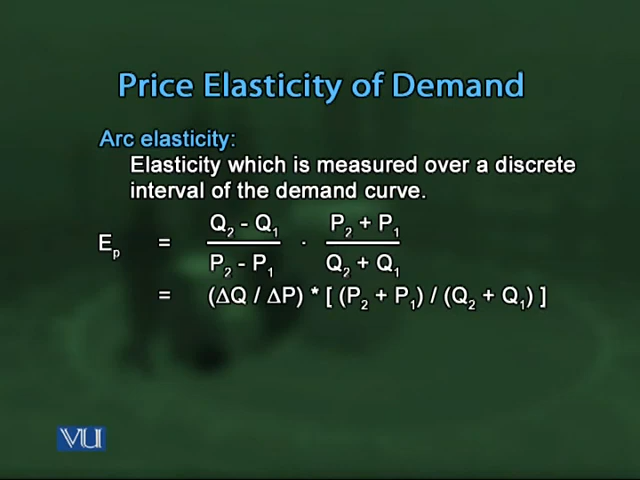 Price Elasticity of Demand
Arc elasticity:
Elasticity which is measured over a discrete
interval of the demand curve.
Eₚ = Q₂ - Q₁ / P₂ - P₁ · P₂ + P₁ / Q₂ + Q₁
= (ΔQ / ΔP) * [ (P₂ + P₁) / (Q₂ + Q₁) ]
VU